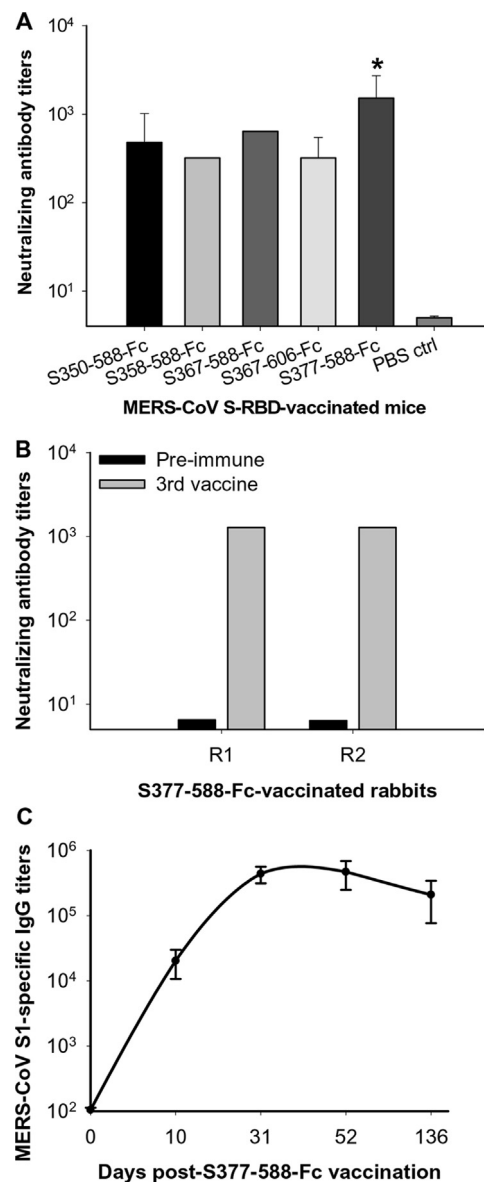 A
Neutralizing antibody titers
10⁴
10³
10²
10¹
*
S350-588-Fc
S358-588-Fc
S367-588-Fc
S367-606-Fc
S377-588-Fc
PBS ctrl
MERS-CoV S-RBD-vaccinated mice
B
Neutralizing antibody titers
10⁴
10³
10²
10¹
Pre-immune
3rd vaccine
R1
R2
S377-588-Fc-vaccinated rabbits
C
MERS-CoV S1-specific IgG titers
10⁶
10⁵
10⁴
10³
10²
0
10
31
52
136
Days post-S377-588-Fc vaccination